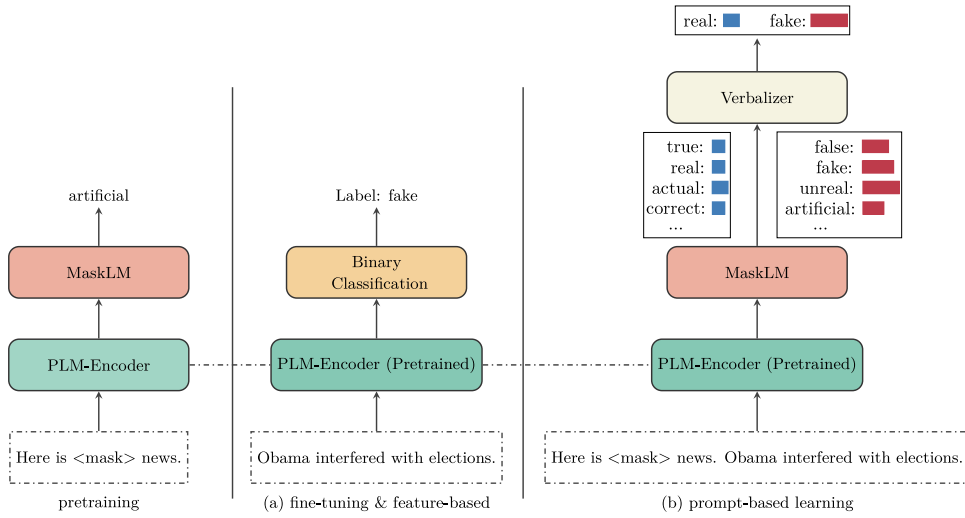 artificial
MaskLM
PLM-Encoder
Here is <mask> news.
pretraining
Label: fake
Binary
Classification
PLM-Encoder (Pretrained)
Obama interfered with elections.
(a) fine-tuning & feature-based
real: fake:
Verbalizer
true:
real:
actual:
correct:
...
false:
fake:
unreal:
artificial:
...
MaskLM
PLM-Encoder (Pretrained)
Here is <mask> news. Obama interfered with elections.
(b) prompt-based learning